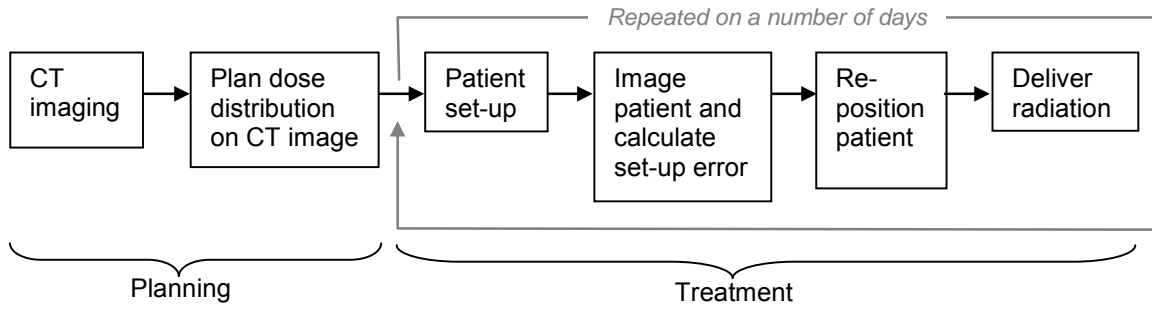 Repeated on a number of days
CT
imaging
Plan dose
distribution
on CT image
Patient
set-up
Image
patient and
calculate
set-up error
Re-
position
patient
Deliver
radiation
Planning
Treatment